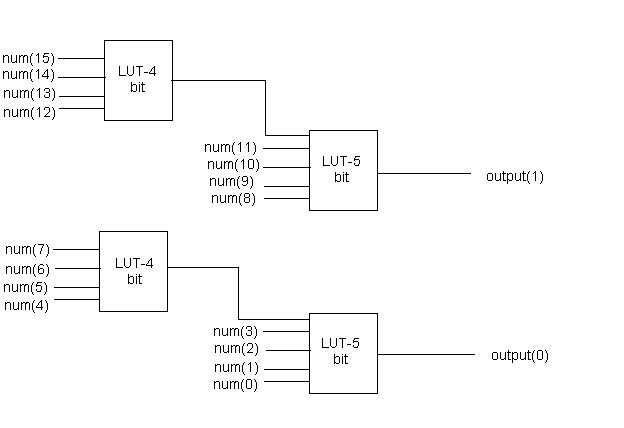 num(15)
num(14)
num(13)
num(12)
LUT-4
bit
num(11)
num(10)
num(9)
num(8)
LUT-5
bit
output(1)
num(7)
num(6)
num(5)
num(4)
LUT-4
bit
num(3)
num(2)
num(1)
num(0)
LUT-5
bit
output(0)